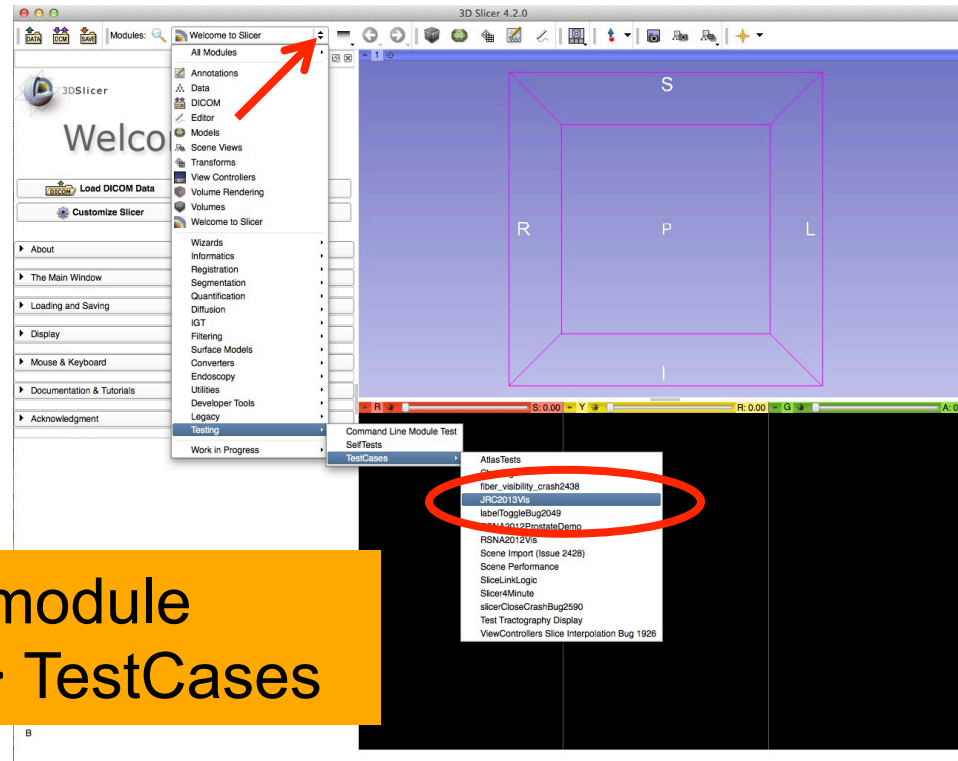 3D Slicer 4.2.0
DATA DCM SAVE Modules: Welcome to Slicer
All Modules
Annotations
Data
DICOM
Editor
Models
Scene Views
Transforms
View Controllers
Volume Rendering
Volumes
Welcome to Slicer
Wizards
Informatics
Registration
Segmentation
Quantification
Diffusion
IGT
Filtering
Surface Models
Converters
Endoscopy
Utilities
Developer Tools
Legacy
Testing
Work in Progress
3DSlicer
Welco
DICOM Load DICOM Data
Customize Slicer
About
The Main Window
Loading and Saving
Display
Mouse & Keyboard
Documentation & Tutorials
Acknowledgment
Command Line Module Test
SelfTests
TestCases
AtlasTests
fiber_visibility_crash2438
JRC2013Vis
labelToggleBug2049
RSNA2012ProstateDemo
RSNA2012Vis
Scene Import (Issue 2428)
Scene Performance
SliceLinkLogic
Slicer4Minute
slicerCloseCrashBug2590
Test Tractography Display
ViewControllers Slice Interpolation Bug 1926
1
S
R P L
I
R S: 0.00 Y R: 0.00 G A: 0
module
TestCases
B